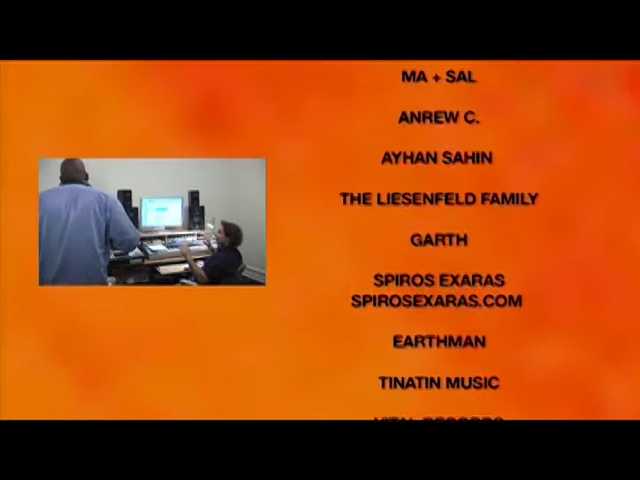 MA + SAL
ANREW C.
AYHAN SAHIN
THE LIESENFELD FAMILY
GARTH
SPIROS EXARAS
SPIROSEXARAS.COM
EARTHMAN
TINATIN MUSIC